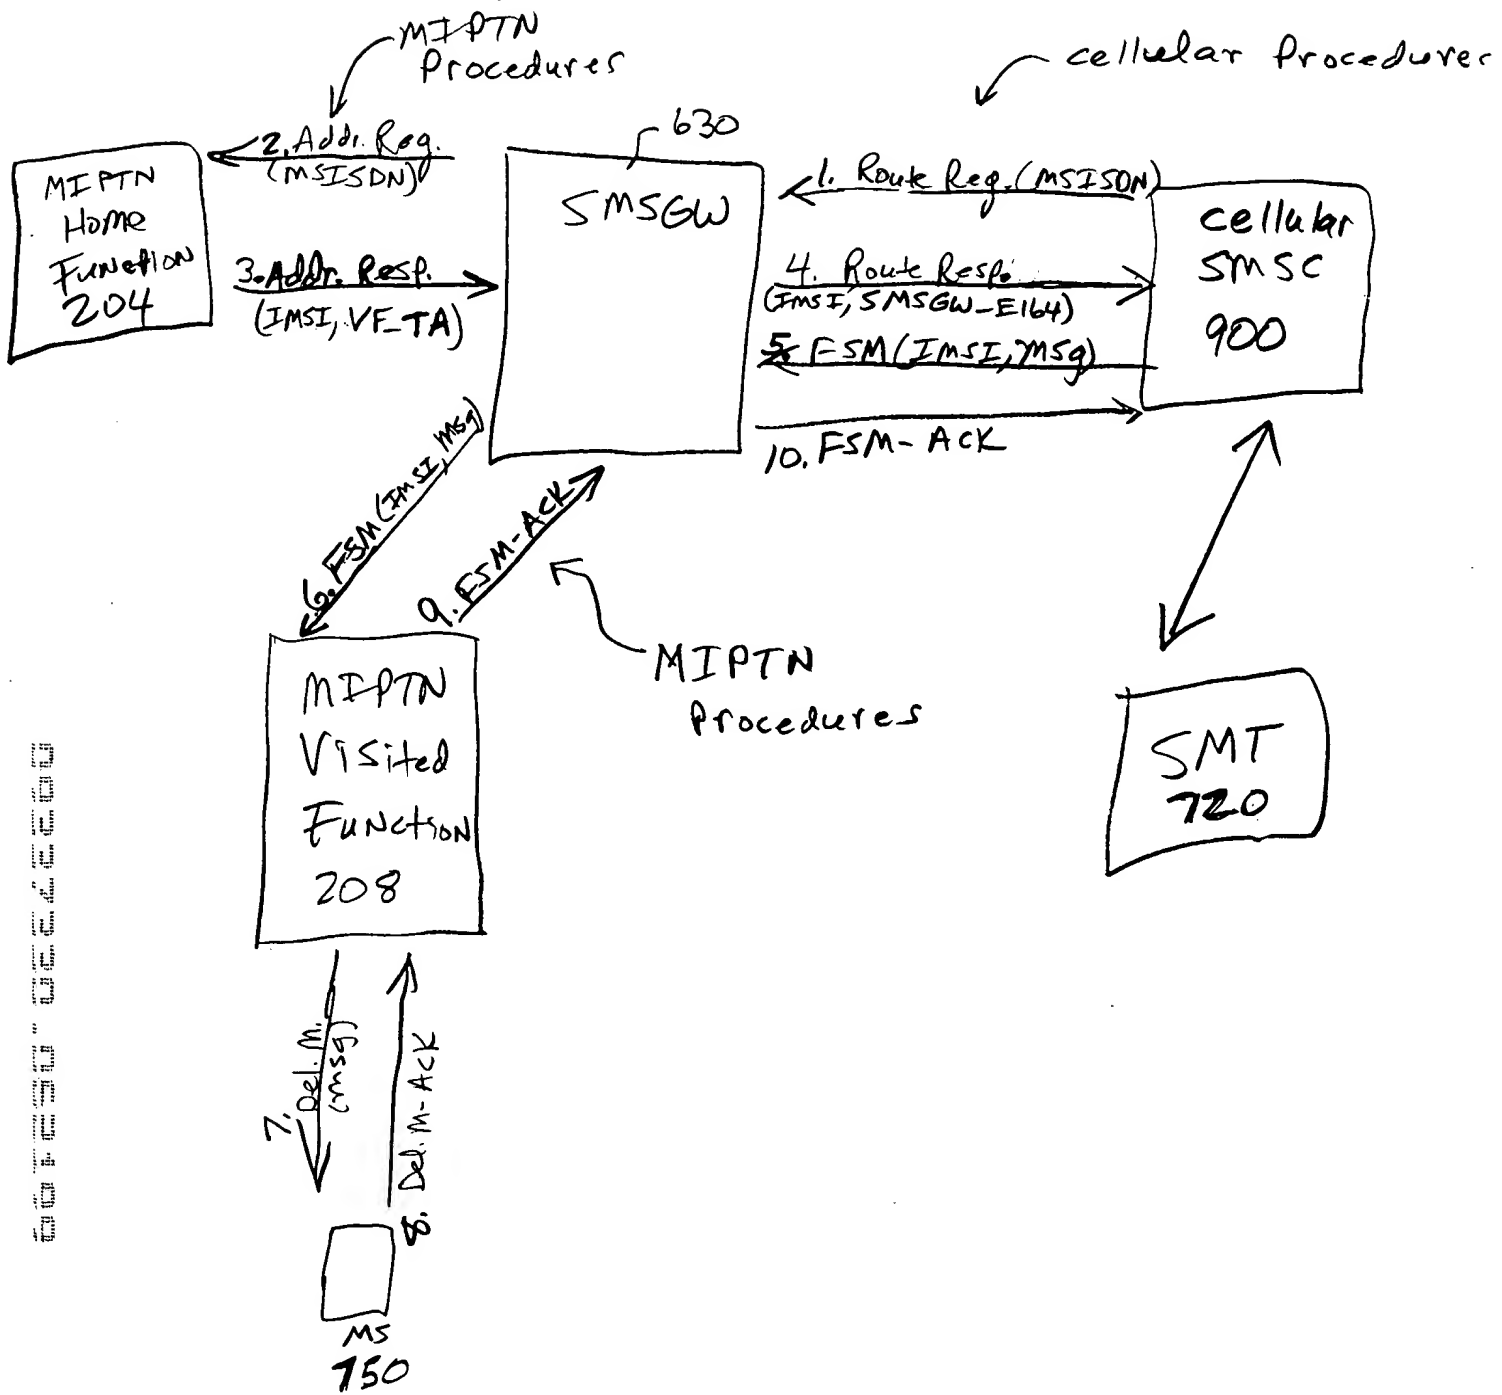 MIPTN
Procedures
cellular Procedures
630
2. Addr. Req.
(MSISDN)
MIPTN
Home
Function
204
SMSGW
1. Route Req. (MSISDN)
cellular
SMSC
900
3. Addr. Resp.
(IMSI, VF_TA)
4. Route Resp.
(IMSI, SMSGW_E164)
5. FSM (IMSI, Msg)
10. FSM-ACK
6. FSM (IMSI, Msg)
9. FSM-ACK
MIPTN
Procedures
MIPTN
Visited
Function
208
SMT
720
7. Del. M.
(msg)
8. Del. M-ACK
MS
750